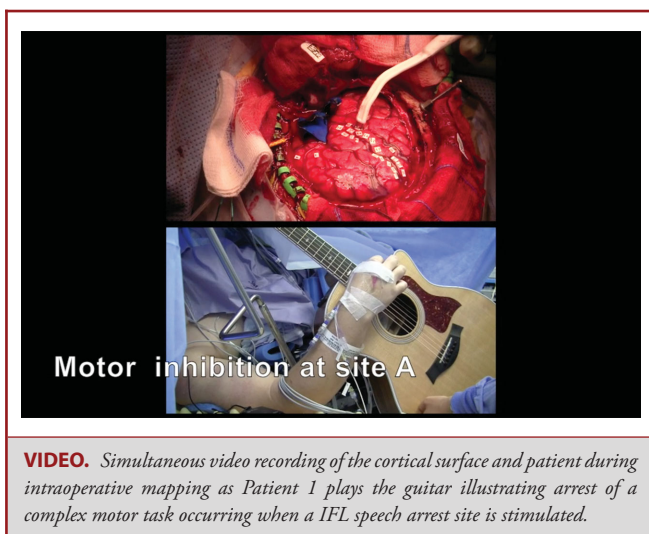 Motor inhibition at site A
VIDEO. Simultaneous video recording of the cortical surface and patient during
intraoperative mapping as Patient 1 plays the guitar illustrating arrest of a
complex motor task occurring when a IFL speech arrest site is stimulated.